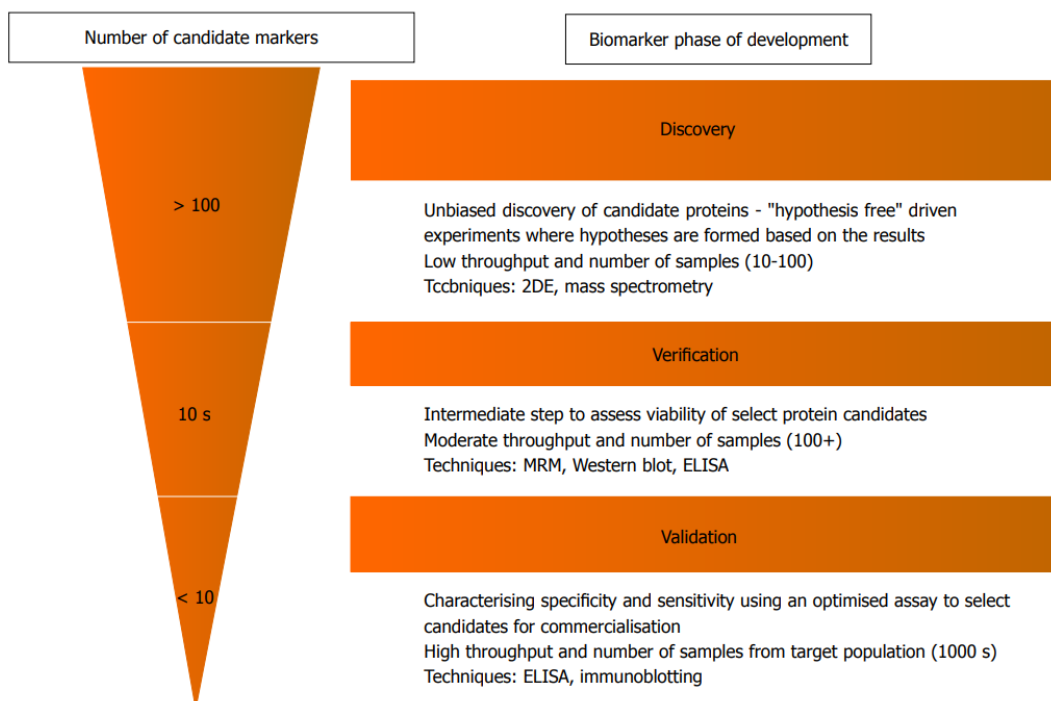 Number of candidate markers
Biomarker phase of development
> 100
Discovery
Unbiased discovery of candidate proteins - "hypothesis free" driven
experiments where hypotheses are formed based on the results
Low throughput and number of samples (10-100)
Tccbniques: 2DE, mass spectrometry
10 s
Verification
Intermediate step to assess viability of select protein candidates
Moderate throughput and number of samples (100+)
Techniques: MRM, Western blot, ELISA
< 10
Validation
Characterising specificity and sensitivity using an optimised assay to select
candidates for commercialisation
High throughput and number of samples from target population (1000 s)
Techniques: ELISA, immunoblotting